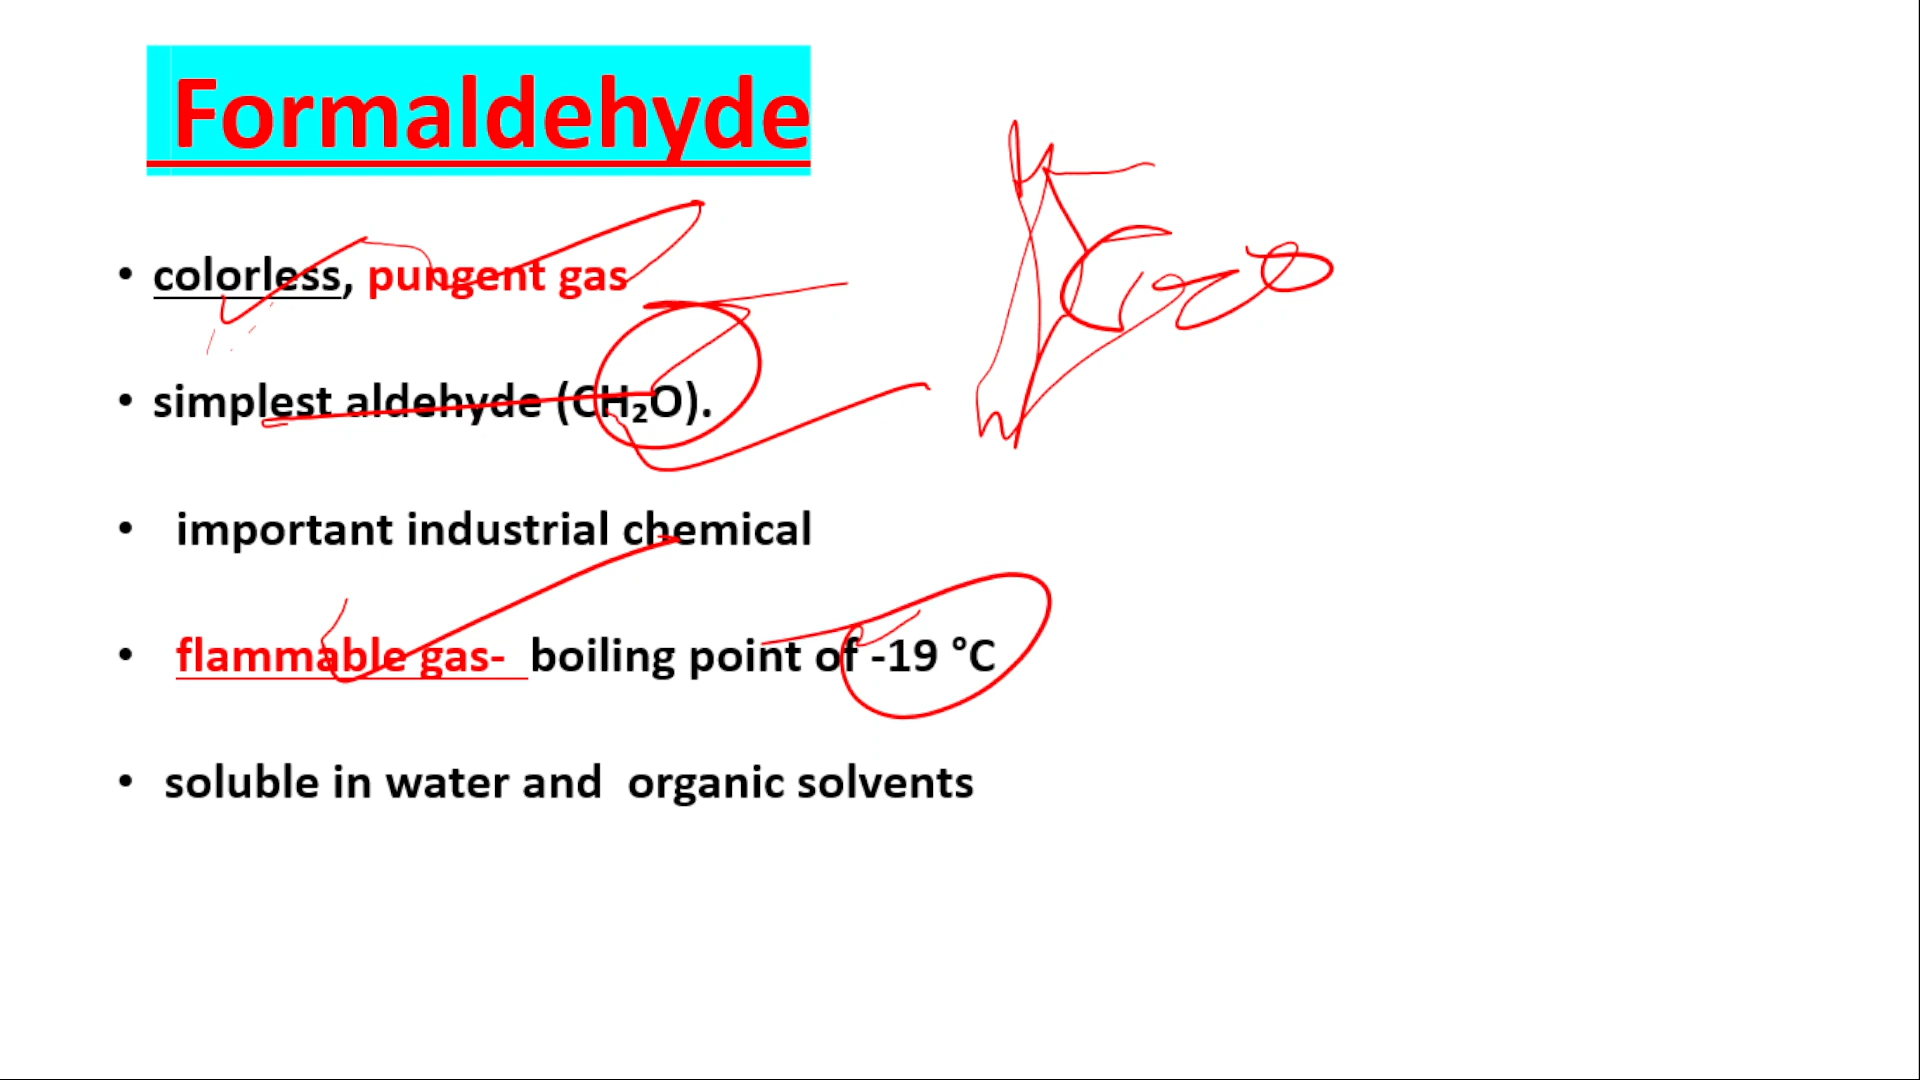 Formaldehyde
• colorless, pungent gas
• simplest aldehyde (CH₂O).
• important industrial chemical
• flammable gas- boiling point of -19 °C
• soluble in water and organic solvents